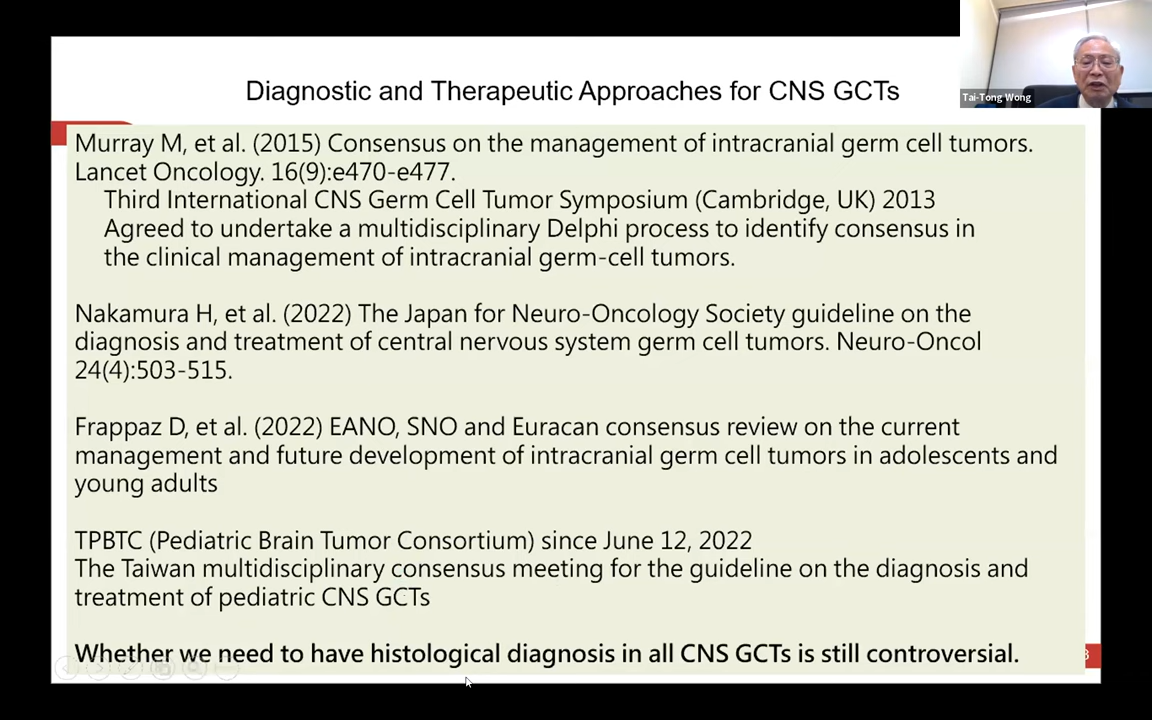 Diagnostic and Therapeutic Approaches for CNS GCTs
Tai-Tong Wong
Murray M, et al. (2015) Consensus on the management of intracranial germ cell tumors.
Lancet Oncology. 16(9):e470-e477.
Third International CNS Germ Cell Tumor Symposium (Cambridge, UK) 2013
Agreed to undertake a multidisciplinary Delphi process to identify consensus in
the clinical management of intracranial germ-cell tumors.
Nakamura H, et al. (2022) The Japan for Neuro-Oncology Society guideline on the
diagnosis and treatment of central nervous system germ cell tumors. Neuro-Oncol
24(4):503-515.
Frappaz D, et al. (2022) EANO, SNO and Euracan consensus review on the current
management and future development of intracranial germ cell tumors in adolescents and
young adults
TPBTC (Pediatric Brain Tumor Consortium) since June 12, 2022
The Taiwan multidisciplinary consensus meeting for the guideline on the diagnosis and
treatment of pediatric CNS GCTs
Whether we need to have histological diagnosis in all CNS GCTs is still controversial.